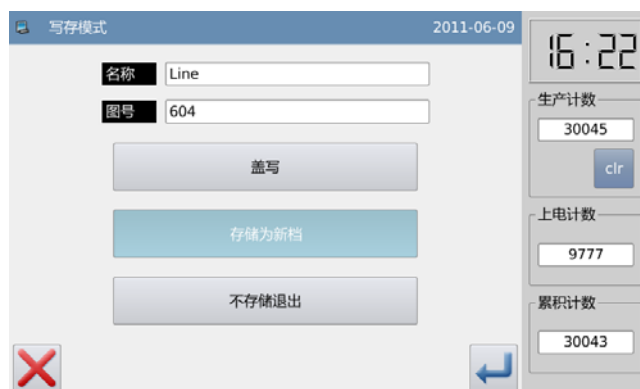 写存模式 2011-06-09
名称 Line
图号 604
盖写
存储为新档
不存储退出
16:22
生产计数
30045
clr
上电计数
9777
累积计数
30043